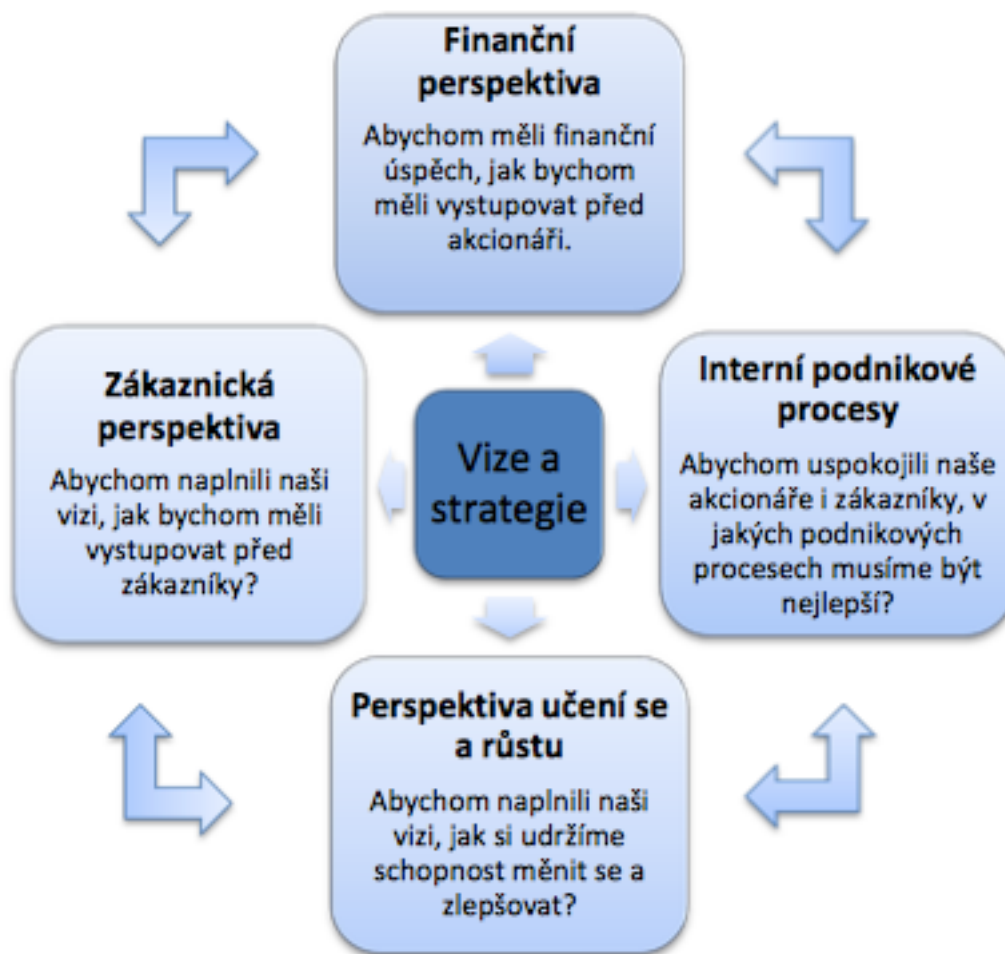 Finanční
perspektiva
Abychom měli finanční
úspěch, jak bychom
měli vystupovat před
akcionáři.
Zákaznická
perspektiva
Abychom naplnili naši
vizi, jak bychom měli
vystupovat před
zákazníky?
Vize a
strategie
Interní podnikové
procesy
Abychom uspokojili naše
akcionáře i zákazníky, v
jakých podnikových
procesech musíme být
nejlepší?
Perspektiva učení se
a růstu
Abychom naplnili naši
vizi, jak si udržíme
schopnost měnit se a
zlepšovat?